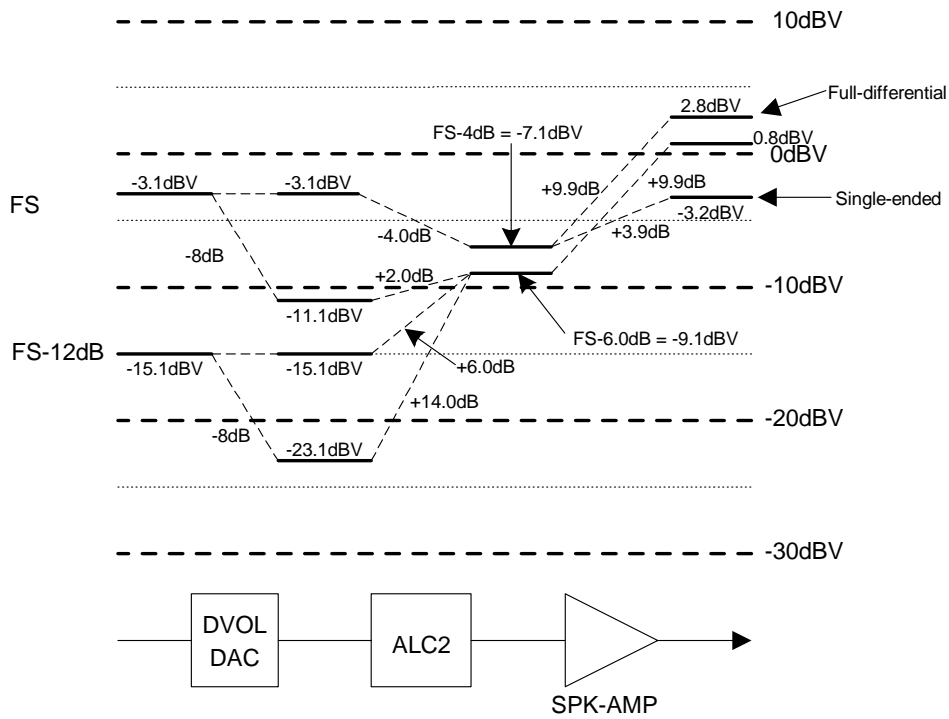 10dBV
Full-differential
2.8dBV
FS-4dB = -7.1dBV
0.8dBV
0dBV
FS
-3.1dBV
-3.1dBV
+9.9dB
+9.9dB
Single-ended
-3.2dBV
-4.0dB
+3.9dB
-8dB
+2.0dB
-10dBV
-11.1dBV
FS-6.0dB = -9.1dBV
FS-12dB
-15.1dBV
-15.1dBV
+6.0dB
+14.0dB
-20dBV
-8dB
-23.1dBV
-30dBV
DVOL
DAC
ALC2
SPK-AMP